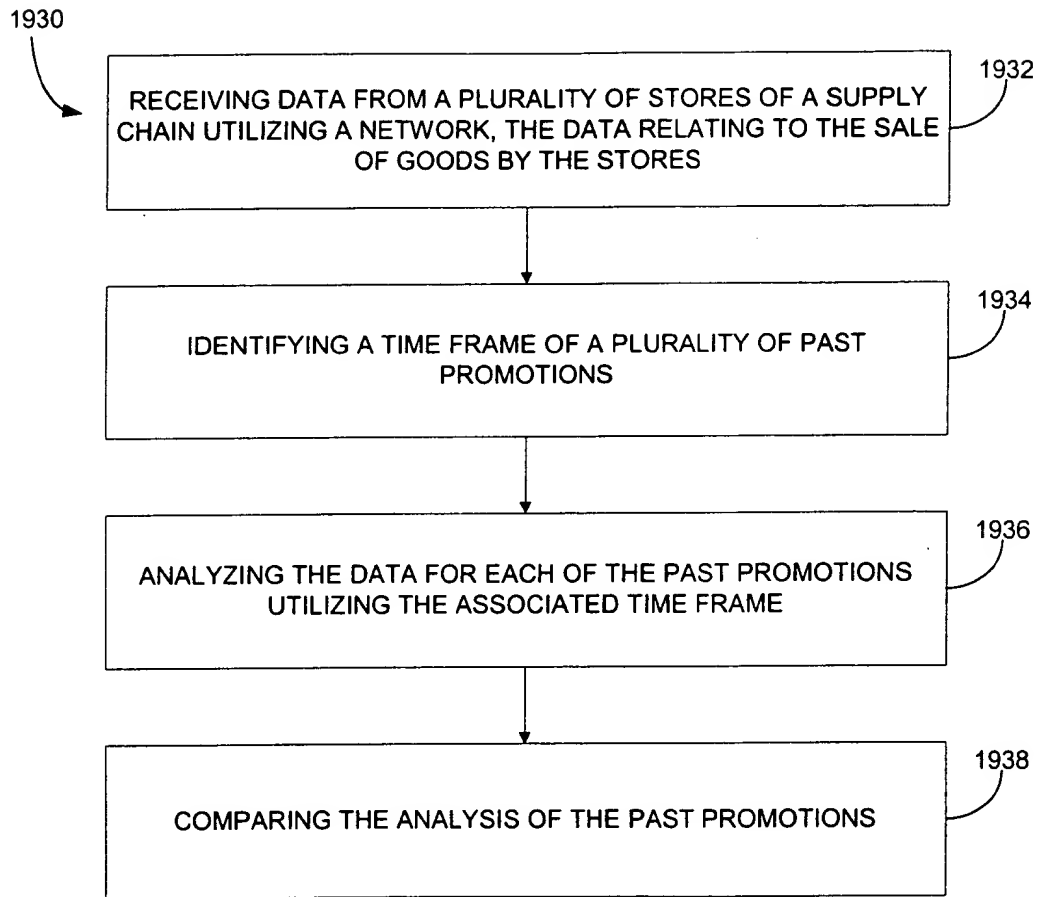 1930
1932
RECEIVING DATA FROM A PLURALITY OF STORES OF A SUPPLY
CHAIN UTILIZING A NETWORK, THE DATA RELATING TO THE SALE
OF GOODS BY THE STORES
1934
IDENTIFYING A TIME FRAME OF A PLURALITY OF PAST
PROMOTIONS
1936
ANALYZING THE DATA FOR EACH OF THE PAST PROMOTIONS
UTILIZING THE ASSOCIATED TIME FRAME
1938
COMPARING THE ANALYSIS OF THE PAST PROMOTIONS